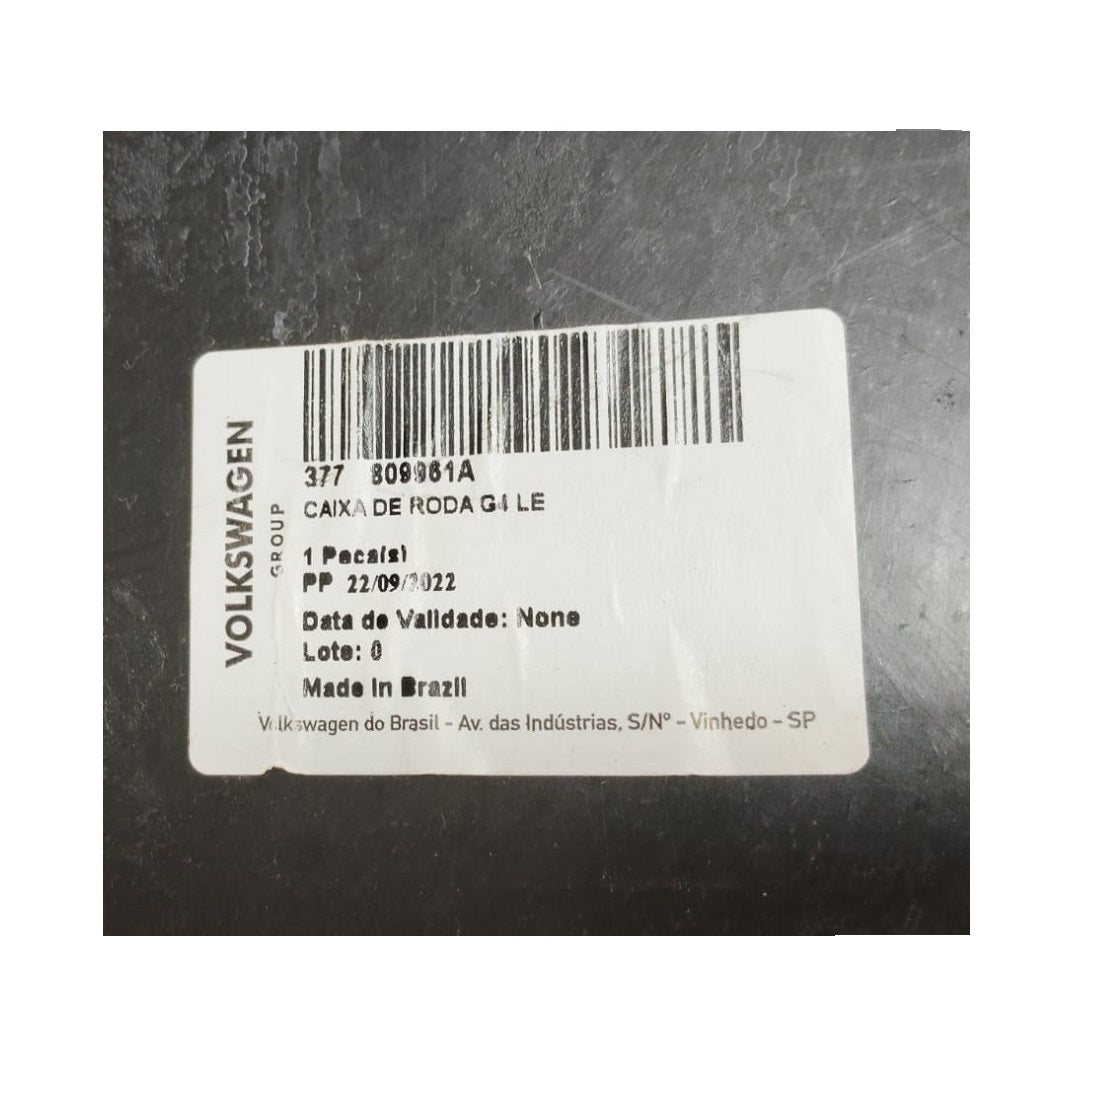 VOLKSWAGEN
GROUP
377 809961A
CAIXA DE RODA G4 LE
1 Peca(s)
PP 22/09/2022
Data de Validade: None
Lote: 0
Made In Brazil
Volkswagen do Brasil - Av. das Indústrias, S/Nº - Vinhedo - SP